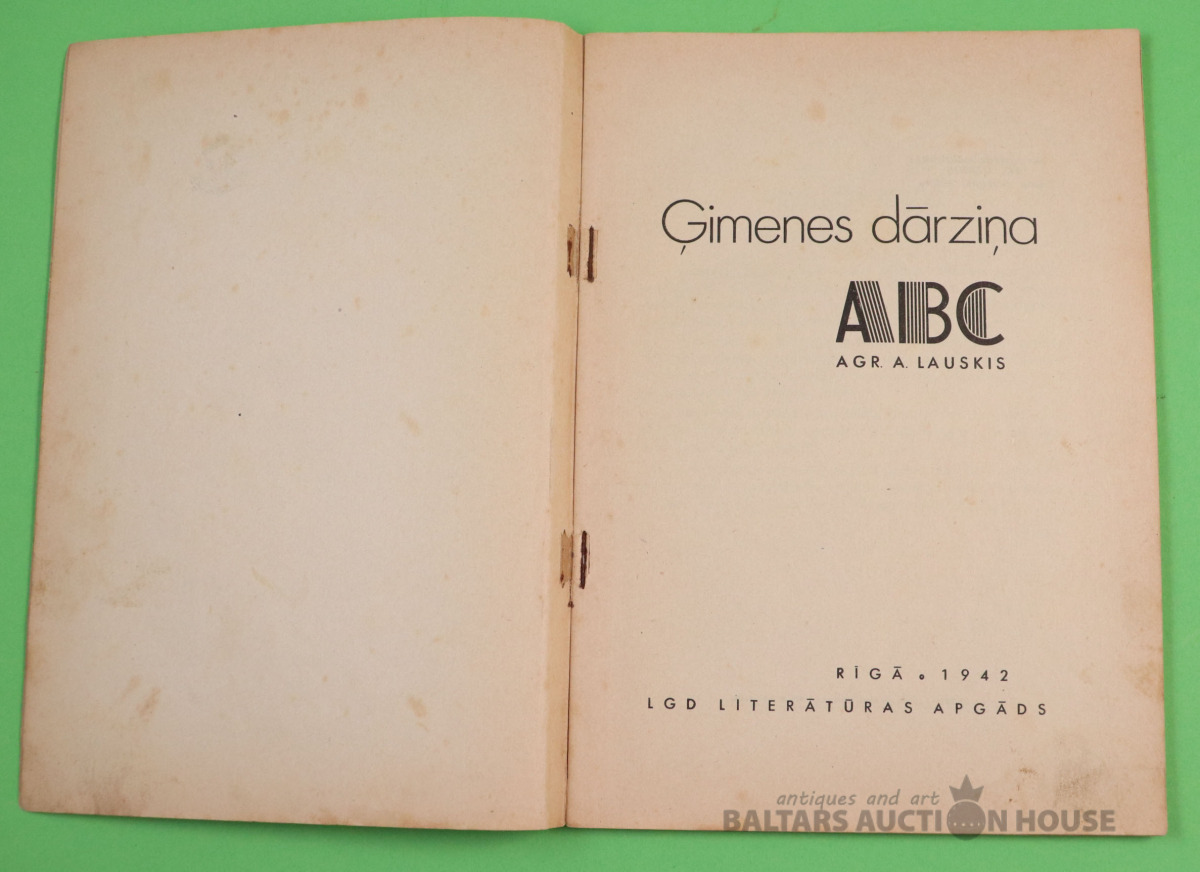 Ģimenes dārziņa
ABC
AGR. A. LAUSKIS
RĪGĀ • 1942
LGD LITERĀTŪRAS APGĀDS
antiques and art
BALTARS AUCTION HOUSE